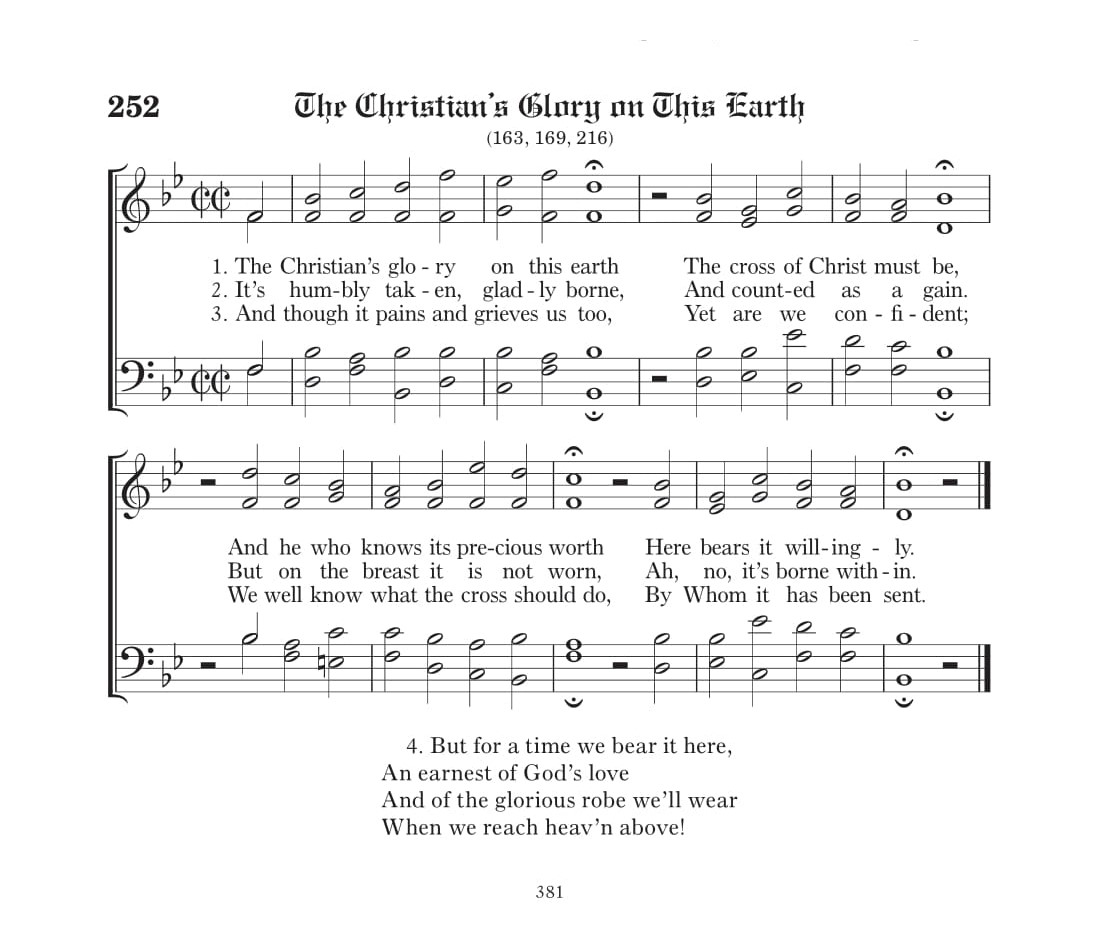 252 The Christian's Glory on This Earth
(163, 169, 216)
1. The Christian's glo - ry on this earth The cross of Christ must be,
2. It's hum-bly tak - en, glad - ly borne, And count-ed as a gain.
3. And though it pains and grieves us too, Yet are we con - fi - dent;
And he who knows its pre-cious worth Here bears it will-ing - ly.
But on the breast it is not worn, Ah, no, it's borne with - in.
We well know what the cross should do, By Whom it has been sent.
4. But for a time we bear it here,
An earnest of God's love
And of the glorious robe we'll wear
When we reach heav'n above!
381